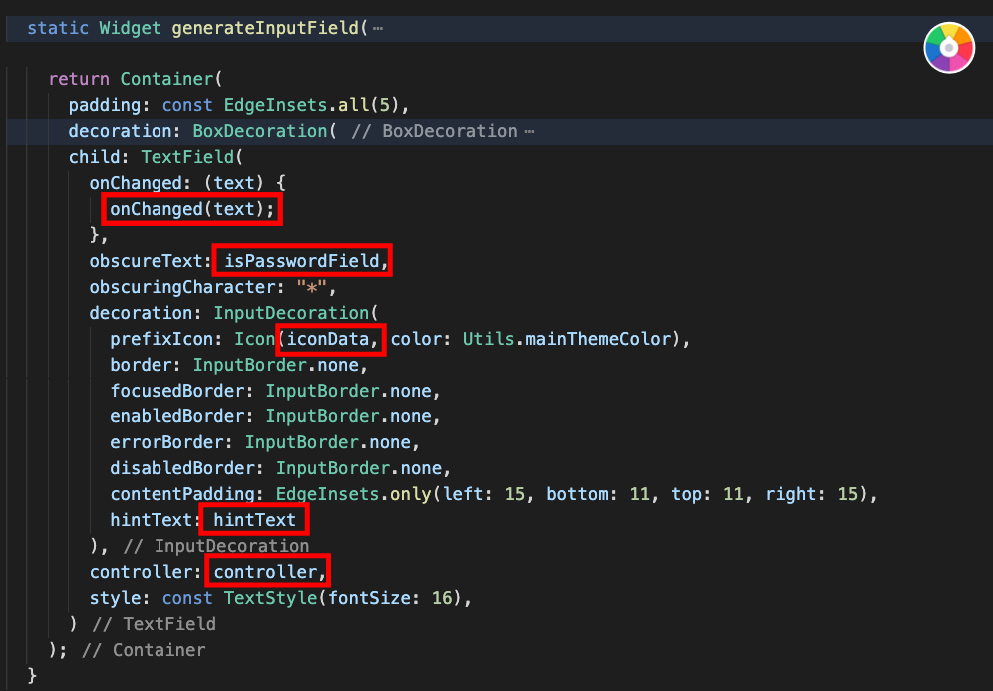 static Widget generateInputField(⋯
return Container(
padding: const EdgeInsets.all(5),
decoration: BoxDecoration( // BoxDecoration ⋯
child: TextField(
onChanged: (text) {
onChanged(text);
},
obscureText: isPasswordField,
obscuringCharacter: "*",
decoration: InputDecoration(
prefixIcon: Icon(iconData, color: Utils.mainThemeColor),
border: InputBorder.none,
focusedBorder: InputBorder.none,
enabledBorder: InputBorder.none,
errorBorder: InputBorder.none,
disabledBorder: InputBorder.none,
contentPadding: EdgeInsets.only(left: 15, bottom: 11, top: 11, right: 15),
hintText: hintText
), // InputDecoration
controller: controller,
style: const TextStyle(fontSize: 16),
) // TextField
); // Container
}